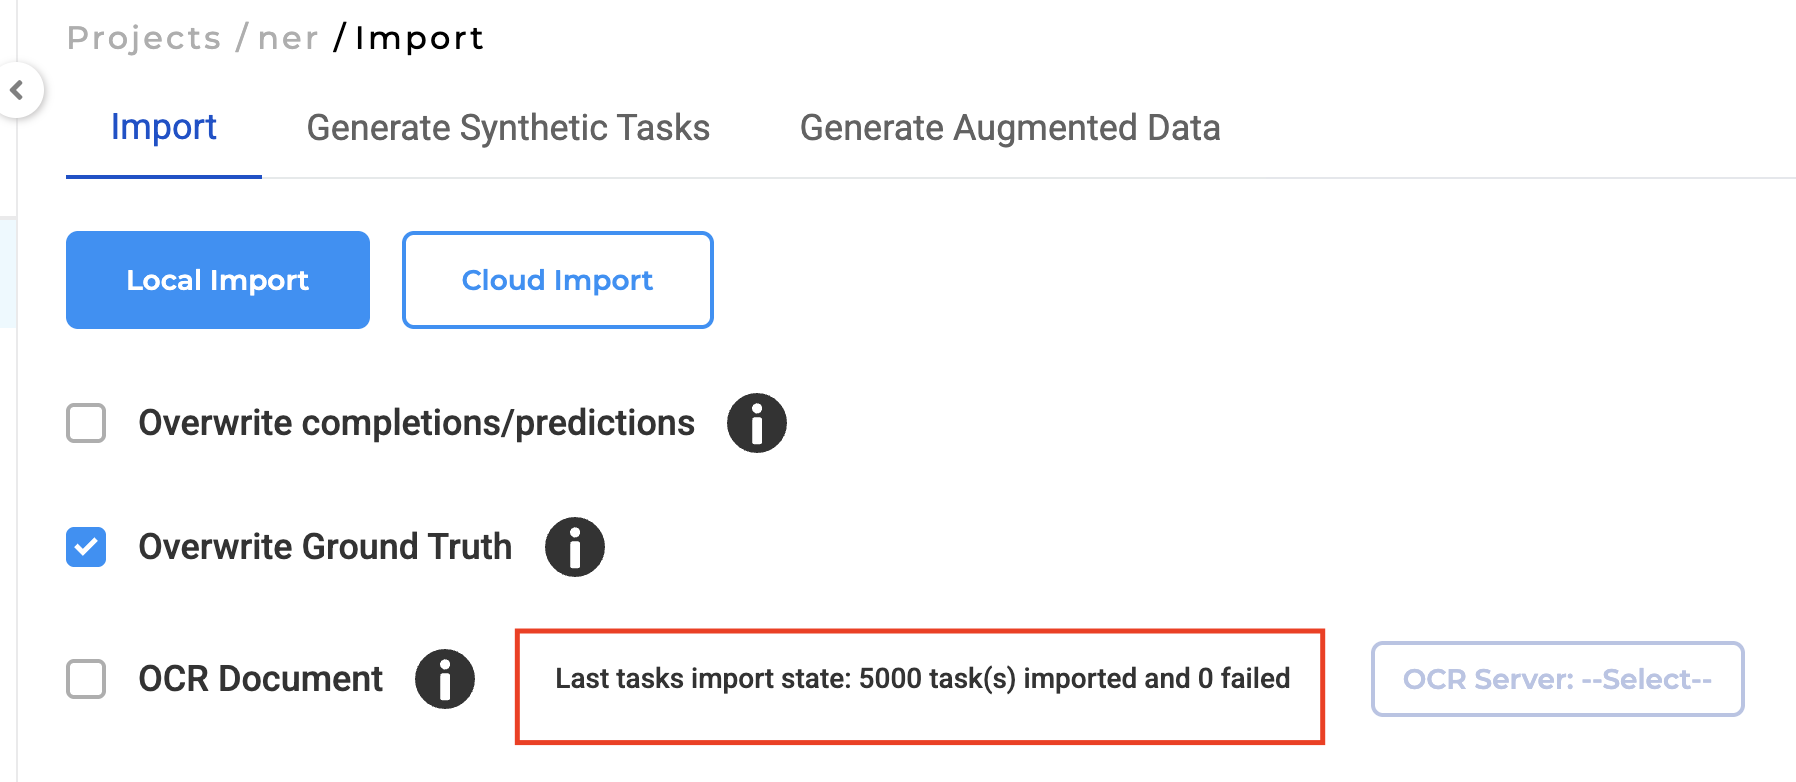 Projects / ner / Import
Import Generate Synthetic Tasks Generate Augmented Data
Local Import Cloud Import
Overwrite completions/predictions
Overwrite Ground Truth
OCR Document Last tasks import state: 5000 task(s) imported and 0 failed OCR Server: --Select--